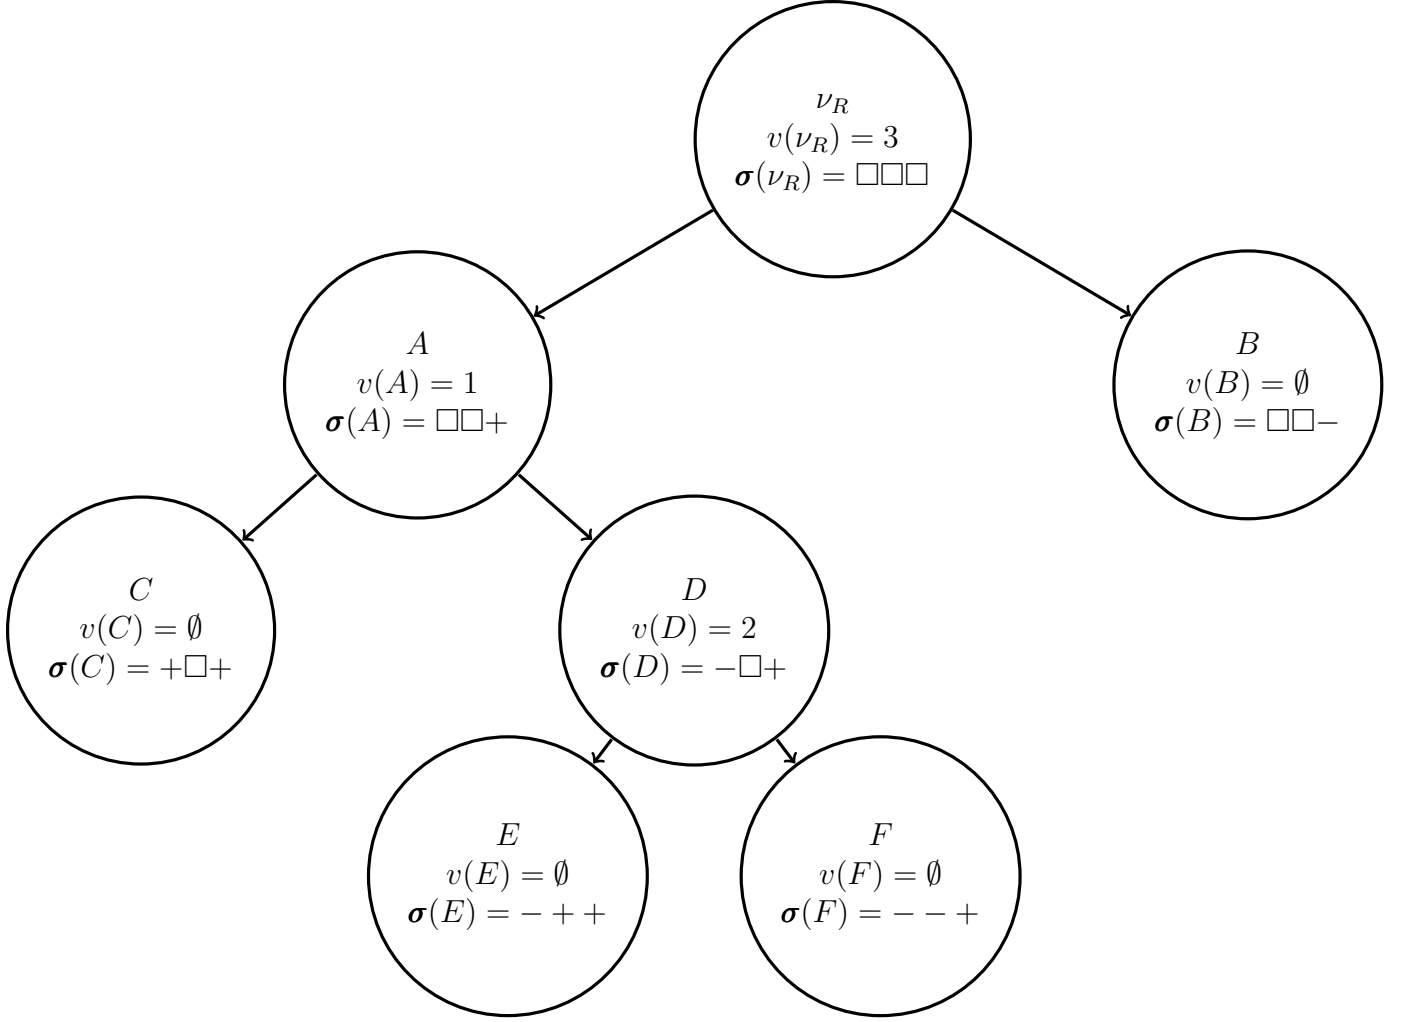 ν_R
v(ν_R) = 3
σ(ν_R) = □□□
A
v(A) = 1
σ(A) = □□+
B
v(B) = ∅
σ(B) = □□−
C
v(C) = ∅
σ(C) = +□+
D
v(D) = 2
σ(D) = −□+
E
v(E) = ∅
σ(E) = − + +
F
v(F) = ∅
σ(F) = − − +